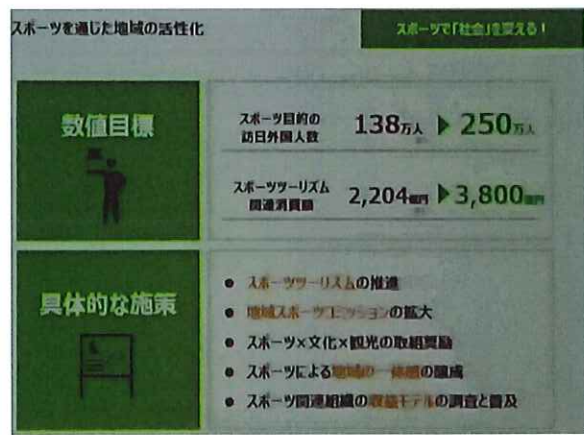 スポーツを通じた地域の活性化
スポーツで「社会」を変える！
数値目標
スポーツ目的の
訪日外国人数
138万人 ▶ 250万人
スポーツツーリズム
関連消費額
2,204億円 ▶ 3,800億円
具体的な施策
● スポーツツーリズムの推進
● 地域スポーツコミッションの拡大
● スポーツ×文化×観光の取組奨励
● スポーツによる地域の一体感の醸成
● スポーツ関連組織の収益モデルの調査と普及